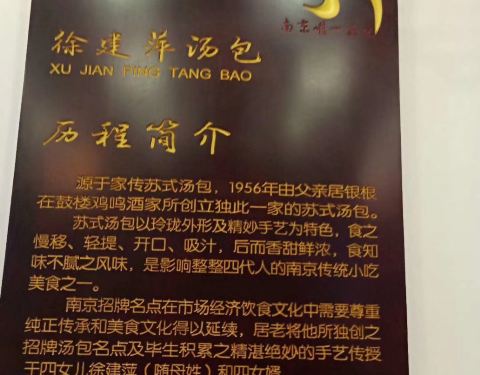 南京唯一
徐建萍汤包
XU JIAN PING TANG BAO
历程简介
源于家传苏式汤包，1956年由父亲居银根
在鼓楼鸡鸣酒家所创立独此一家的苏式汤包。
苏式汤包以玲珑外形及精妙手艺为特色，食之
慢移、轻提、开口、吸汁，后而香甜鲜浓，食知
味不腻之风味，是影响整整四代人的南京传统小吃
美食之一。
南京招牌名点在市场经济饮食文化中需要尊重
纯正传承和美食文化得以延续，居老将他所独创之
招牌汤包名点及毕生积累之精湛绝妙的手艺传授
于四女儿徐建萍（随母姓）和四女婿